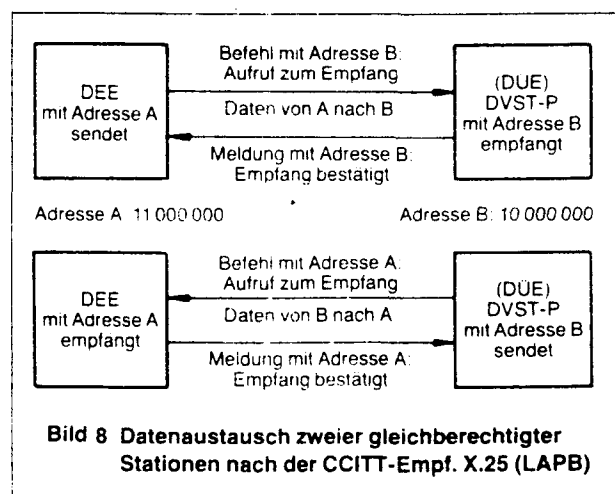 Befehl mit Adresse B:
Aufruf zum Empfang
DEE
mit Adresse A
sendet
Daten von A nach B
(DUE)
DVST-P
mit Adresse B
empfangt
Meldung mit Adresse B:
Empfang bestätigt
Adresse A 11 000 000
Adresse B: 10 000 000
Befehl mit Adresse A:
Aufruf zum Empfang
DEE
mit Adresse A
empfangt
Daten von B nach A
(DÜE)
DVST-P
mit Adresse B
sendet
Meldung mit Adresse A:
Empfang bestätigt
Bild 8 Datenaustausch zweier gleichberechtigter
Stationen nach der CCITT-Empf. X.25 (LAPB)